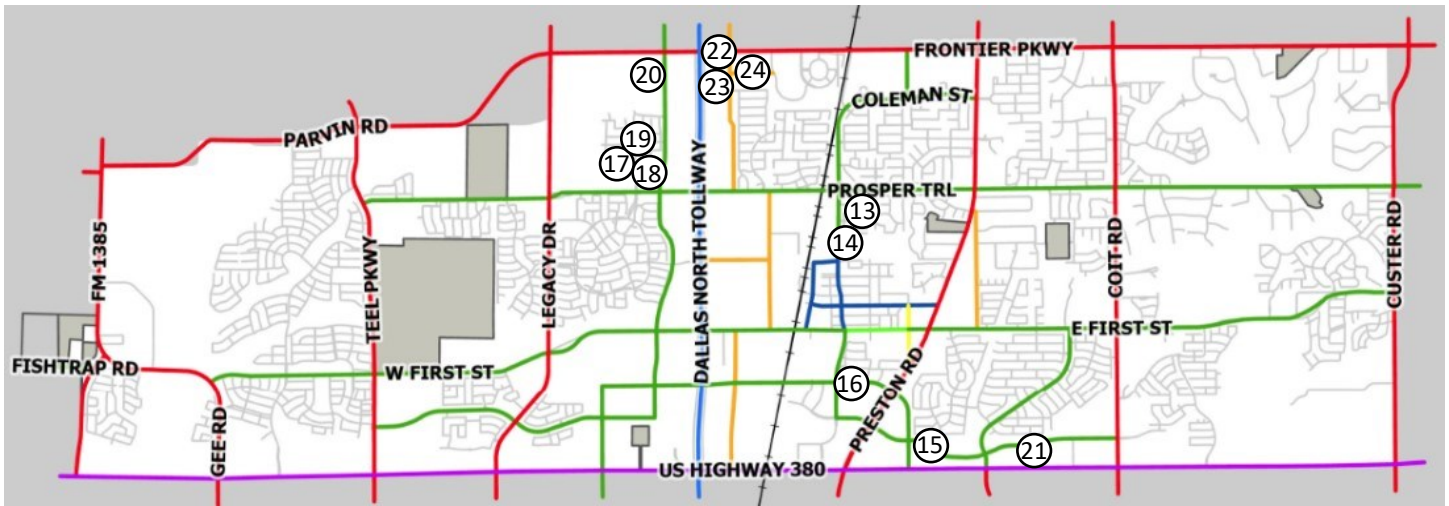 22
FRONTIER PKWY
20
24
23
COLEMAN ST
PARVIN RD
19
17
18
DALLAS NORTH TOLLWAY
PROSPER TRL
13
14
FM 1385
TEEL PKWY
LEGACY DR
COIT RD
CUSTER RD
E FIRST ST
FISHTRAP RD
W FIRST ST
16
PRESTON RD
GEE RD
15
21
US HIGHWAY 380